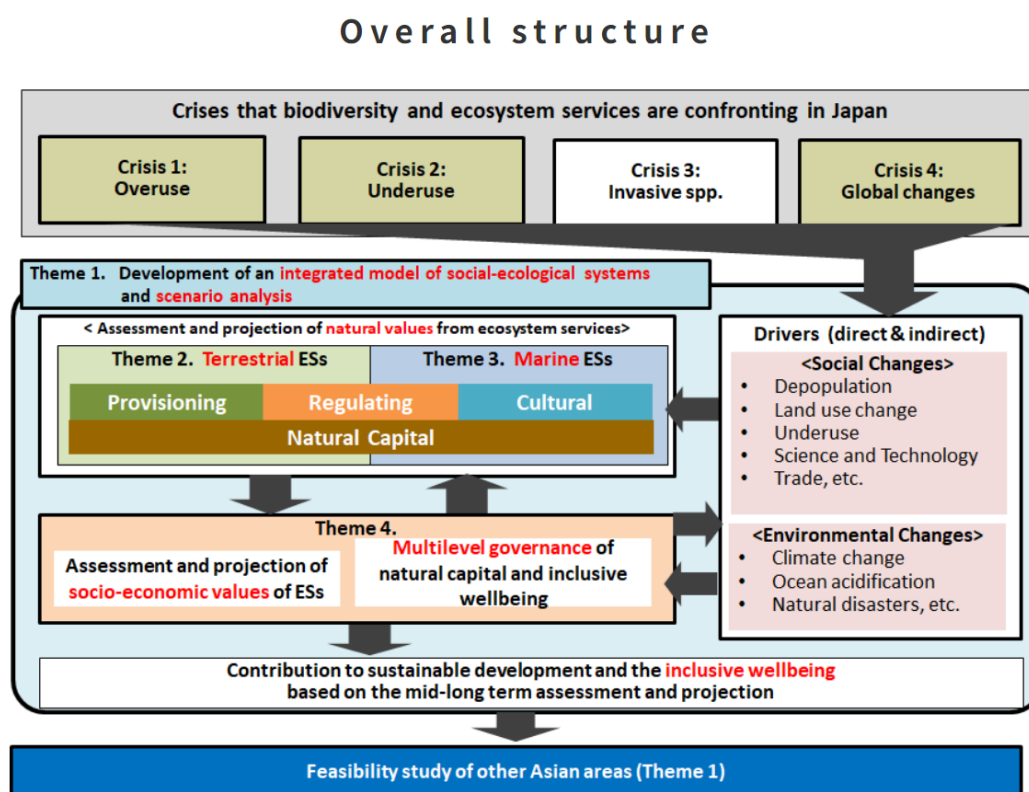 Overall structure
Crises that biodiversity and ecosystem services are confronting in Japan
Crisis 1:
Overuse
Crisis 2:
Underuse
Crisis 3:
Invasive spp.
Crisis 4:
Global changes
Theme 1. Development of an integrated model of social-ecological systems
and scenario analysis
< Assessment and projection of natural values from ecosystem services>
Theme 2. Terrestrial ESs
Theme 3. Marine ESs
Provisioning
Regulating
Cultural
Natural Capital
Drivers (direct & indirect)
<Social Changes>
• Depopulation
• Land use change
• Underuse
• Science and Technology
• Trade, etc.
<Environmental Changes>
• Climate change
• Ocean acidification
• Natural disasters, etc.
Theme 4.
Assessment and projection of
socio-economic values of ESs
Multilevel governance of
natural capital and inclusive
wellbeing
Contribution to sustainable development and the inclusive wellbeing
based on the mid-long term assessment and projection
Feasibility study of other Asian areas (Theme 1)